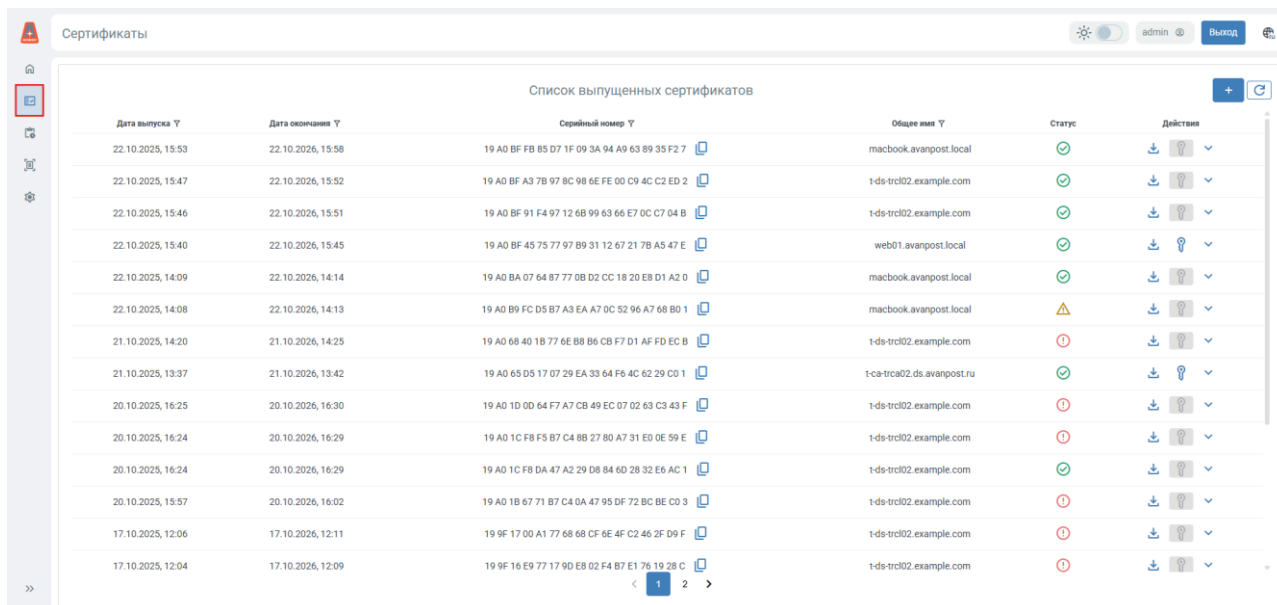 Сертификаты admin Выход
Список выпущенных сертификатов +
Дата выпуска Дата окончания Серийный номер Общее имя Статус Действия
22.10.2025, 15:53 22.10.2026, 15:58 19 A0 BF FB 85 D7 1F 09 3A 94 A9 63 89 35 F2 7 macbook.avanpost.local
22.10.2025, 15:47 22.10.2026, 15:52 19 A0 BF A3 7B 97 8C 98 6E FE 00 C9 4C C2 ED 2 t-ds-trcl02.example.com
22.10.2025, 15:46 22.10.2026, 15:51 19 A0 BF 91 F4 97 12 6B 99 63 66 E7 0C C7 04 B t-ds-trcl02.example.com
22.10.2025, 15:40 22.10.2026, 15:45 19 A0 BF 45 75 77 97 B9 31 12 67 21 7B A5 47 E web01.avanpost.local
22.10.2025, 14:09 22.10.2026, 14:14 19 A0 BA 07 64 87 77 0B D2 CC 18 20 E8 D1 A2 0 macbook.avanpost.local
22.10.2025, 14:08 22.10.2026, 14:13 19 A0 B9 FC D5 B7 A3 EA A7 0C 52 96 A7 68 B0 1 macbook.avanpost.local
21.10.2025, 14:20 21.10.2026, 14:25 19 A0 68 40 1B 77 6E B8 B6 CB F7 D1 AF FD EC B t-ds-trcl02.example.com
21.10.2025, 13:37 21.10.2026, 13:42 19 A0 65 D5 17 07 29 EA 33 64 F6 4C 62 29 C0 1 t-ca-trca02.ds.avanpost.ru
20.10.2025, 16:25 20.10.2026, 16:30 19 A0 1D 0D 64 F7 A7 CB 49 EC 07 02 63 C3 43 F t-ds-trcl02.example.com
20.10.2025, 16:24 20.10.2026, 16:29 19 A0 1C F8 F5 B7 C4 8B 27 80 A7 31 E0 0E 59 E t-ds-trcl02.example.com
20.10.2025, 16:24 20.10.2026, 16:29 19 A0 1C F8 DA 47 A2 29 D8 84 6D 28 32 E6 AC 1 t-ds-trcl02.example.com
20.10.2025, 15:57 20.10.2026, 16:02 19 A0 1B 67 71 B7 C4 0A 47 95 DF 72 BC BE C0 3 t-ds-trcl02.example.com
17.10.2025, 12:06 17.10.2026, 12:11 19 9F 17 00 A1 77 68 68 CF 6E 4F C2 46 2F D9 F t-ds-trcl02.example.com
17.10.2025, 12:04 17.10.2026, 12:09 19 9F 16 E9 77 17 9D E8 02 F4 B7 E1 76 19 28 C t-ds-trcl02.example.com
1 2